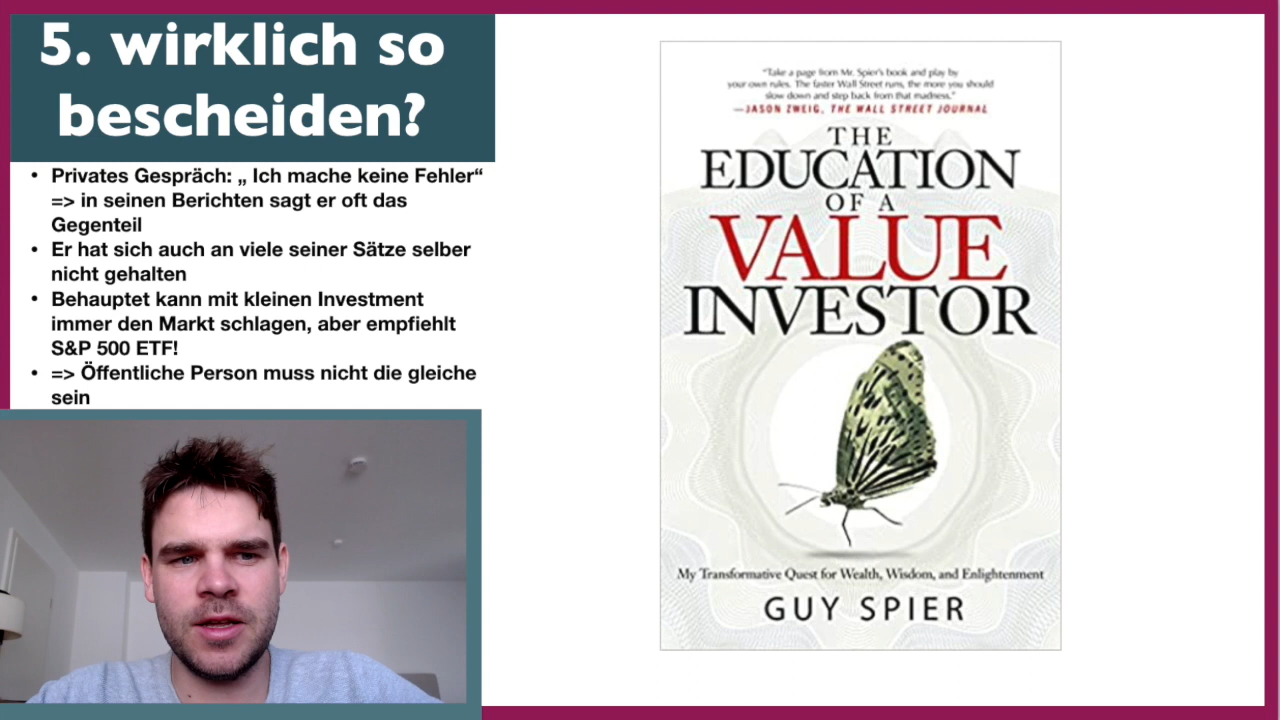 5. wirklich so
bescheiden?
• Privates Gespräch: „ Ich mache keine Fehler“
=> in seinen Berichten sagt er oft das
Gegenteil
• Er hat sich auch an viele seiner Sätze selber
nicht gehalten
• Behauptet kann mit kleinen Investment
immer den Markt schlagen, aber empfiehlt
S&P 500 ETF!
• => Öffentliche Person muss nicht die gleiche
sein
"Take a page from Mr. Spier's book and play by
your own rules. The faster Wall Street runs, the more you should
slow down and step back from that madness."
—JASON ZWEIG, THE WALL STREET JOURNAL
THE
EDUCATION
OF A
VALUE
INVESTOR
My Transformative Quest for Wealth, Wisdom, and Enlightenment
GUY SPIER